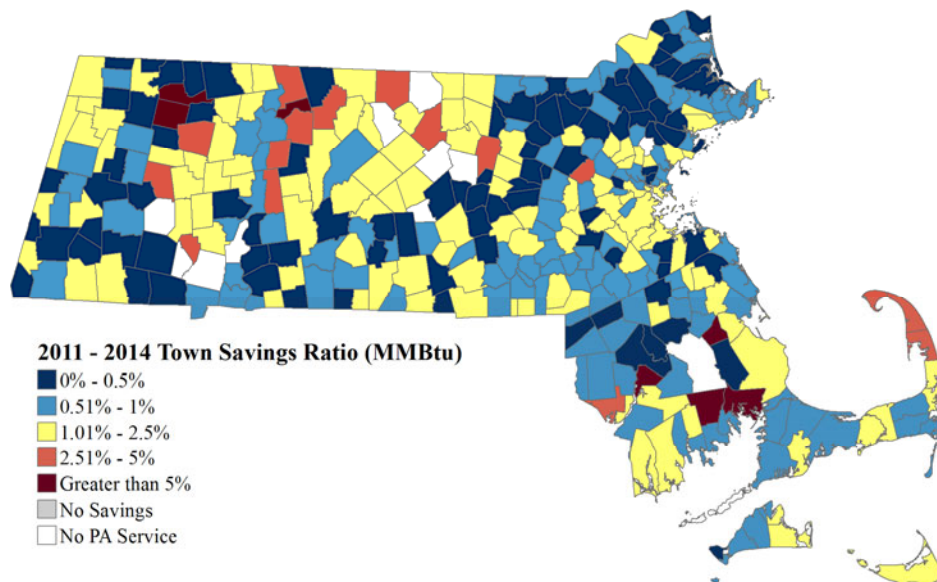 2011 - 2014 Town Savings Ratio (MMBtu)
0% - 0.5%
0.51% - 1%
1.01% - 2.5%
2.51% - 5%
Greater than 5%
No Savings
No PA Service